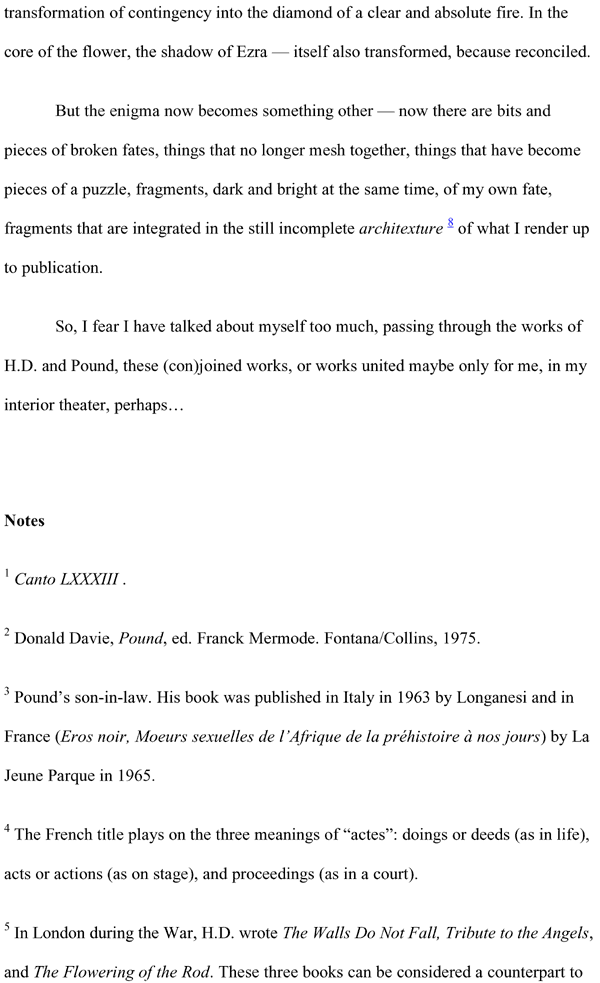 transformation of contingency into the diamond of a clear and absolute fire. In the
core of the flower, the shadow of Ezra — itself also transformed, because reconciled.
But the enigma now becomes something other — now there are bits and
pieces of broken fates, things that no longer mesh together, things that have become
pieces of a puzzle, fragments, dark and bright at the same time, of my own fate,
fragments that are integrated in the still incomplete architexture 8 of what I render up
to publication.
So, I fear I have talked about myself too much, passing through the works of
H.D. and Pound, these (con)joined works, or works united maybe only for me, in my
interior theater, perhaps…
Notes
1 Canto LXXXIII .
2 Donald Davie, Pound, ed. Franck Mermode. Fontana/Collins, 1975.
3 Pound’s son-in-law. His book was published in Italy in 1963 by Longanesi and in
France (Eros noir, Moeurs sexuelles de l’Afrique de la préhistoire à nos jours) by La
Jeune Parque in 1965.
4 The French title plays on the three meanings of “actes”: doings or deeds (as in life),
acts or actions (as on stage), and proceedings (as in a court).
5 In London during the War, H.D. wrote The Walls Do Not Fall, Tribute to the Angels,
and The Flowering of the Rod. These three books can be considered a counterpart to